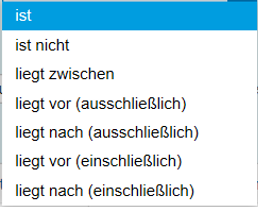 ist
ist nicht
liegt zwischen
liegt vor (ausschließlich)
liegt nach (ausschließlich)
liegt vor (einschließlich)
liegt nach (einschließlich)